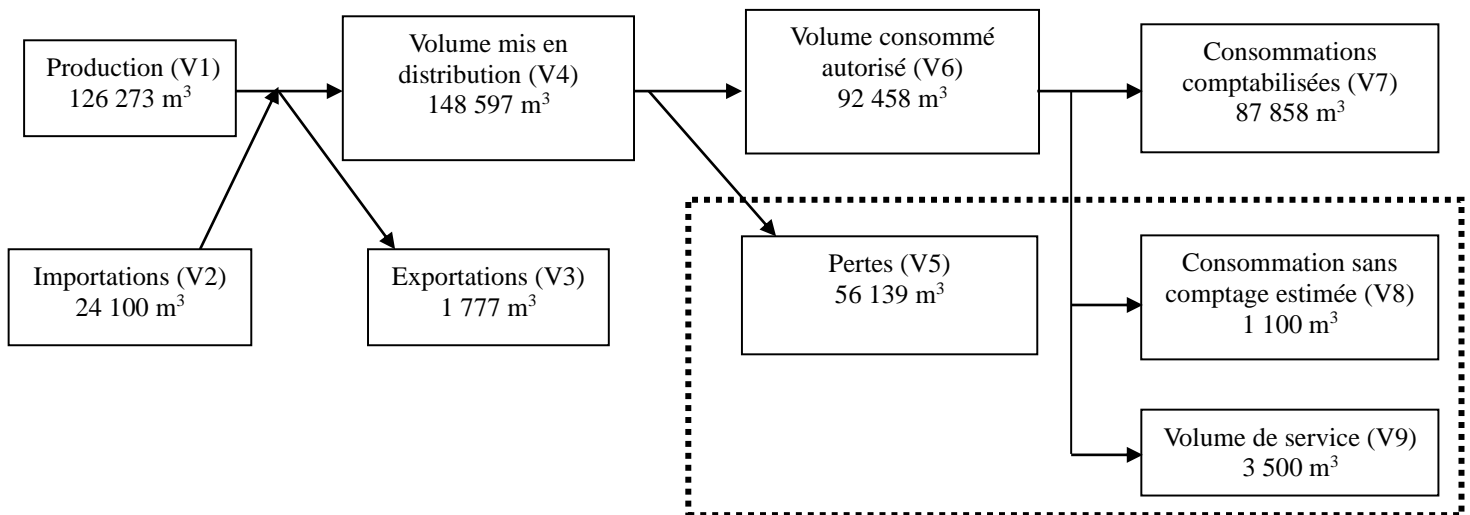 Production (V1)
126 273 m³
Volume mis en
distribution (V4)
148 597 m³
Volume consommé
autorisé (V6)
92 458 m³
Consommations
comptabilisées (V7)
87 858 m³
Importations (V2)
24 100 m³
Exportations (V3)
1 777 m³
Pertes (V5)
56 139 m³
Consommation sans
comptage estimée (V8)
1 100 m³
Volume de service (V9)
3 500 m³